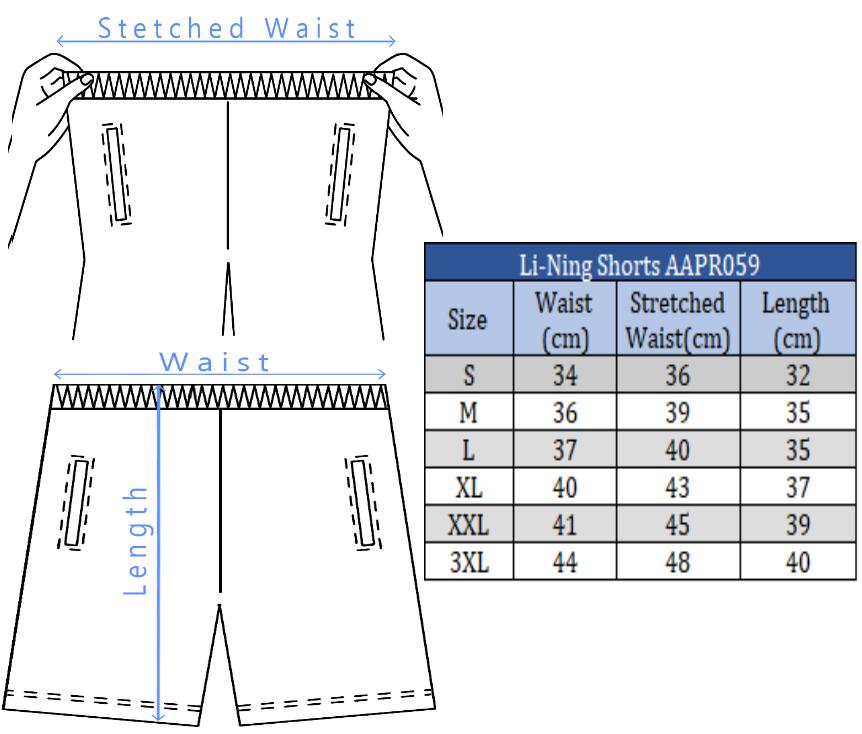 Stetched Waist
Waist
Length
Li-Ning Shorts AAPR059
Size Waist (cm) Stretched Waist(cm) Length (cm)
S 34 36 32
M 36 39 35
L 37 40 35
XL 40 43 37
XXL 41 45 39
3XL 44 48 40